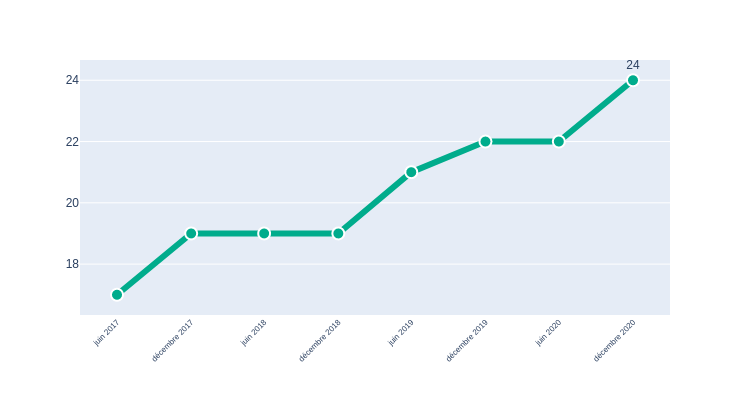 24
24
22
20
18
juin 2017
décembre 2017
juin 2018
décembre 2018
juin 2019
décembre 2019
juin 2020
décembre 2020